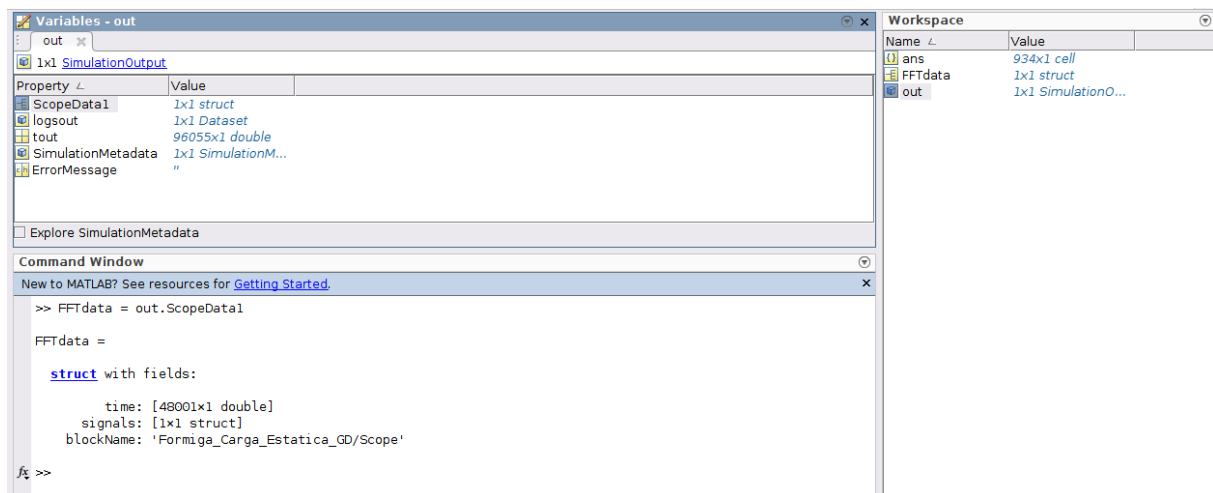 Variables - out
out
1x1 SimulationOutput
Property Value
ScopeData1 1x1 struct
logsout 1x1 Dataset
tout 96055x1 double
SimulationMetadata 1x1 SimulationM...
ch ErrorMessage ''
Explore SimulationMetadata
Command Window
New to MATLAB? See resources for Getting Started.
>> FFTdata = out.ScopeData1
FFTdata =
struct with fields:
time: [48001×1 double]
signals: [1×1 struct]
blockName: 'Formiga_Carga_Estatica_GD/Scope'
fx >>
Workspace
Name Value
{} ans 934x1 cell
FFTdata 1x1 struct
out 1x1 SimulationO...